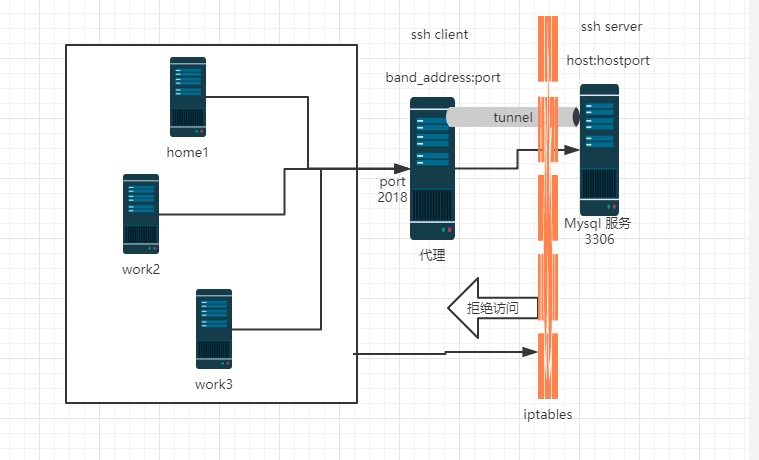 ssh client
ssh server
host:hostport
band_address:port
tunnel
home1
port
2018
Mysql 服务
3306
代理
work2
拒绝访问
work3
iptables